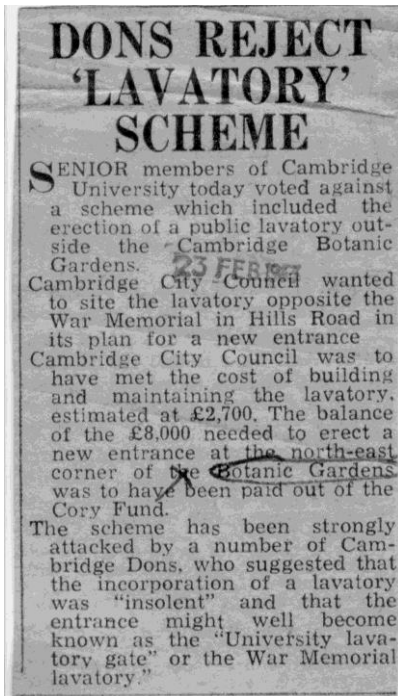 DONS REJECT
‘LAVATORY’
SCHEME
SENIOR members of Cambridge
University today voted against
a scheme which included the
erection of a public lavatory out-
side the Cambridge Botanic
Gardens.
23 FEB
Cambridge City Council wanted
to site the lavatory opposite the
War Memorial in Hills Road in
its plan for a new entrance
Cambridge City Council was to
have met the cost of building
and maintaining the lavatory.
estimated at £2,700. The balance
of the £8,000 needed to erect a
new entrance at the north-east
corner of the Botanic Gardens
was to have been paid out of the
Cory Fund.
The scheme has been strongly
attacked by a number of Cam-
bridge Dons, who suggested that
the incorporation of a lavatory
was “insolent” and that the
entrance might well become
known as the “University lava-
tory gate” or the War Memorial
lavatory.”